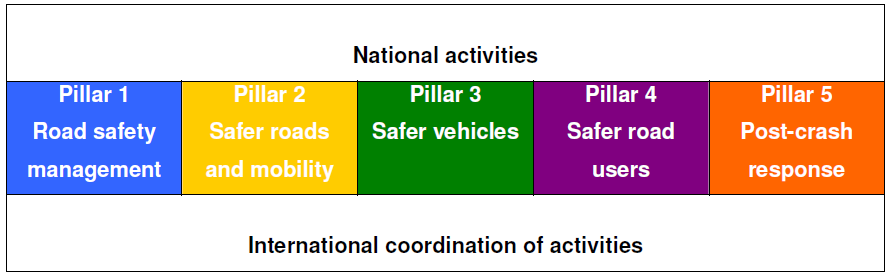 National activities
Pillar 1
Road safety
management
Pillar 2
Safer roads
and mobility
Pillar 3
Safer vehicles
Pillar 4
Safer road
users
Pillar 5
Post-crash
response
International coordination of activities